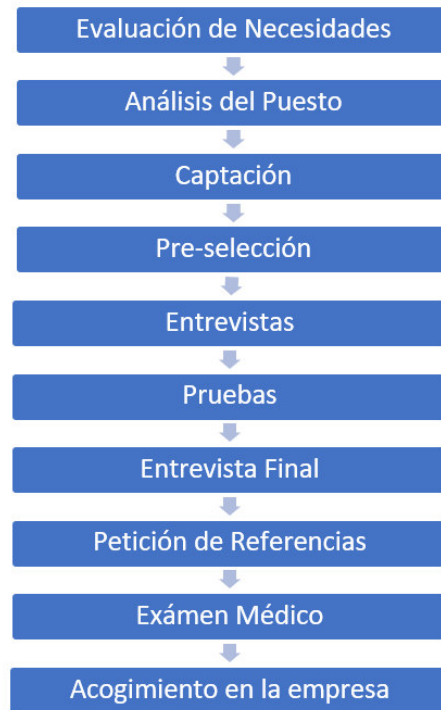 Evaluación de Necesidades
Análisis del Puesto
Captación
Pre-selección
Entrevistas
Pruebas
Entrevista Final
Petición de Referencias
Exámen Médico
Acogimiento en la empresa